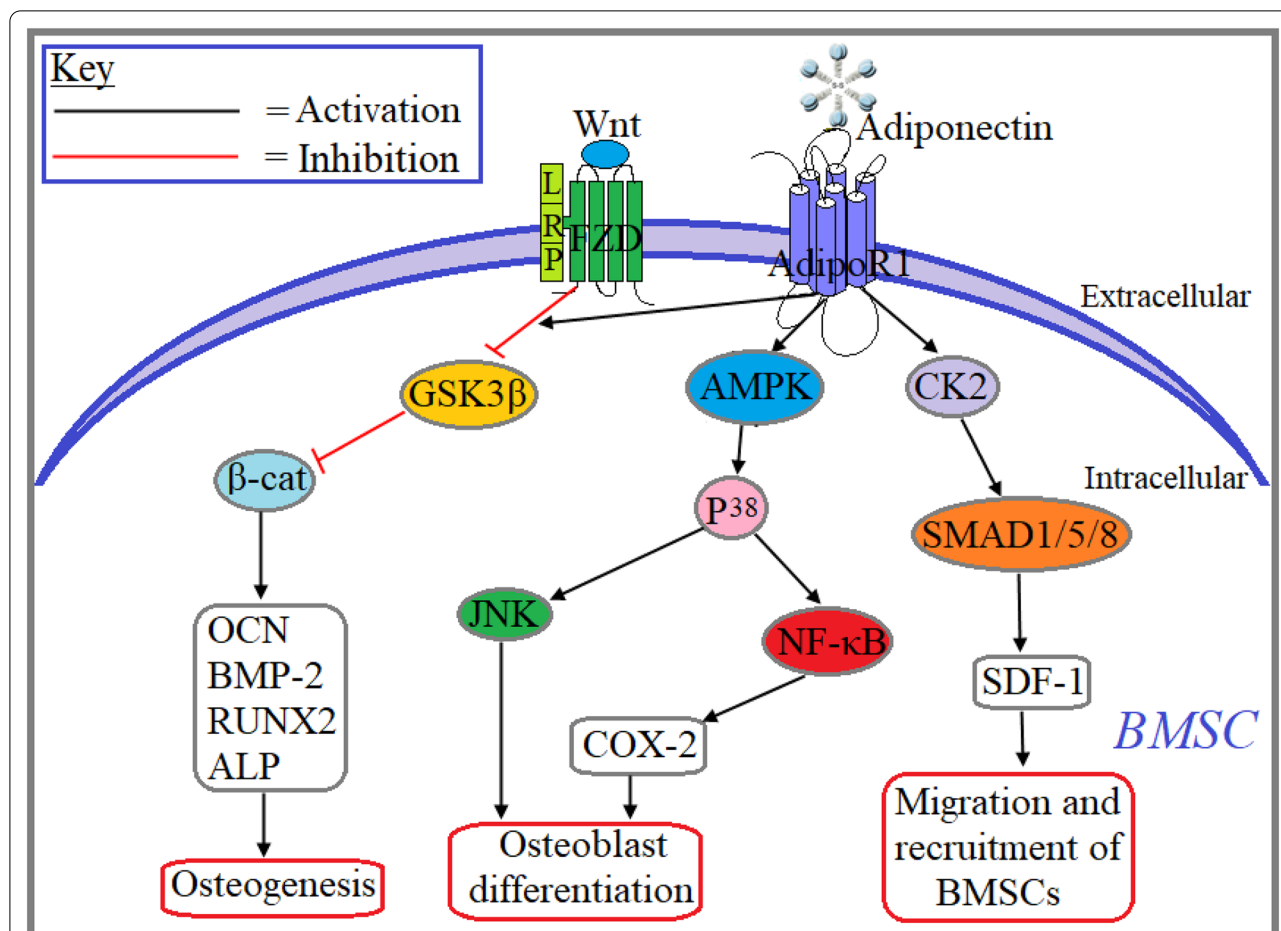 Key
= Activation
= Inhibition
Wnt
Adiponectin
S-S
L
R
P
FZD
AdipoR1
Extracellular
GSK3β
AMPK
CK2
β-cat
Intracellular
P38
SMAD1/5/8
JNK
NF-κB
OCN
BMP-2
RUNX2
ALP
SDF-1
COX-2
BMSC
Osteogenesis
Osteoblast
differentiation
Migration and
recruitment of
BMSCs